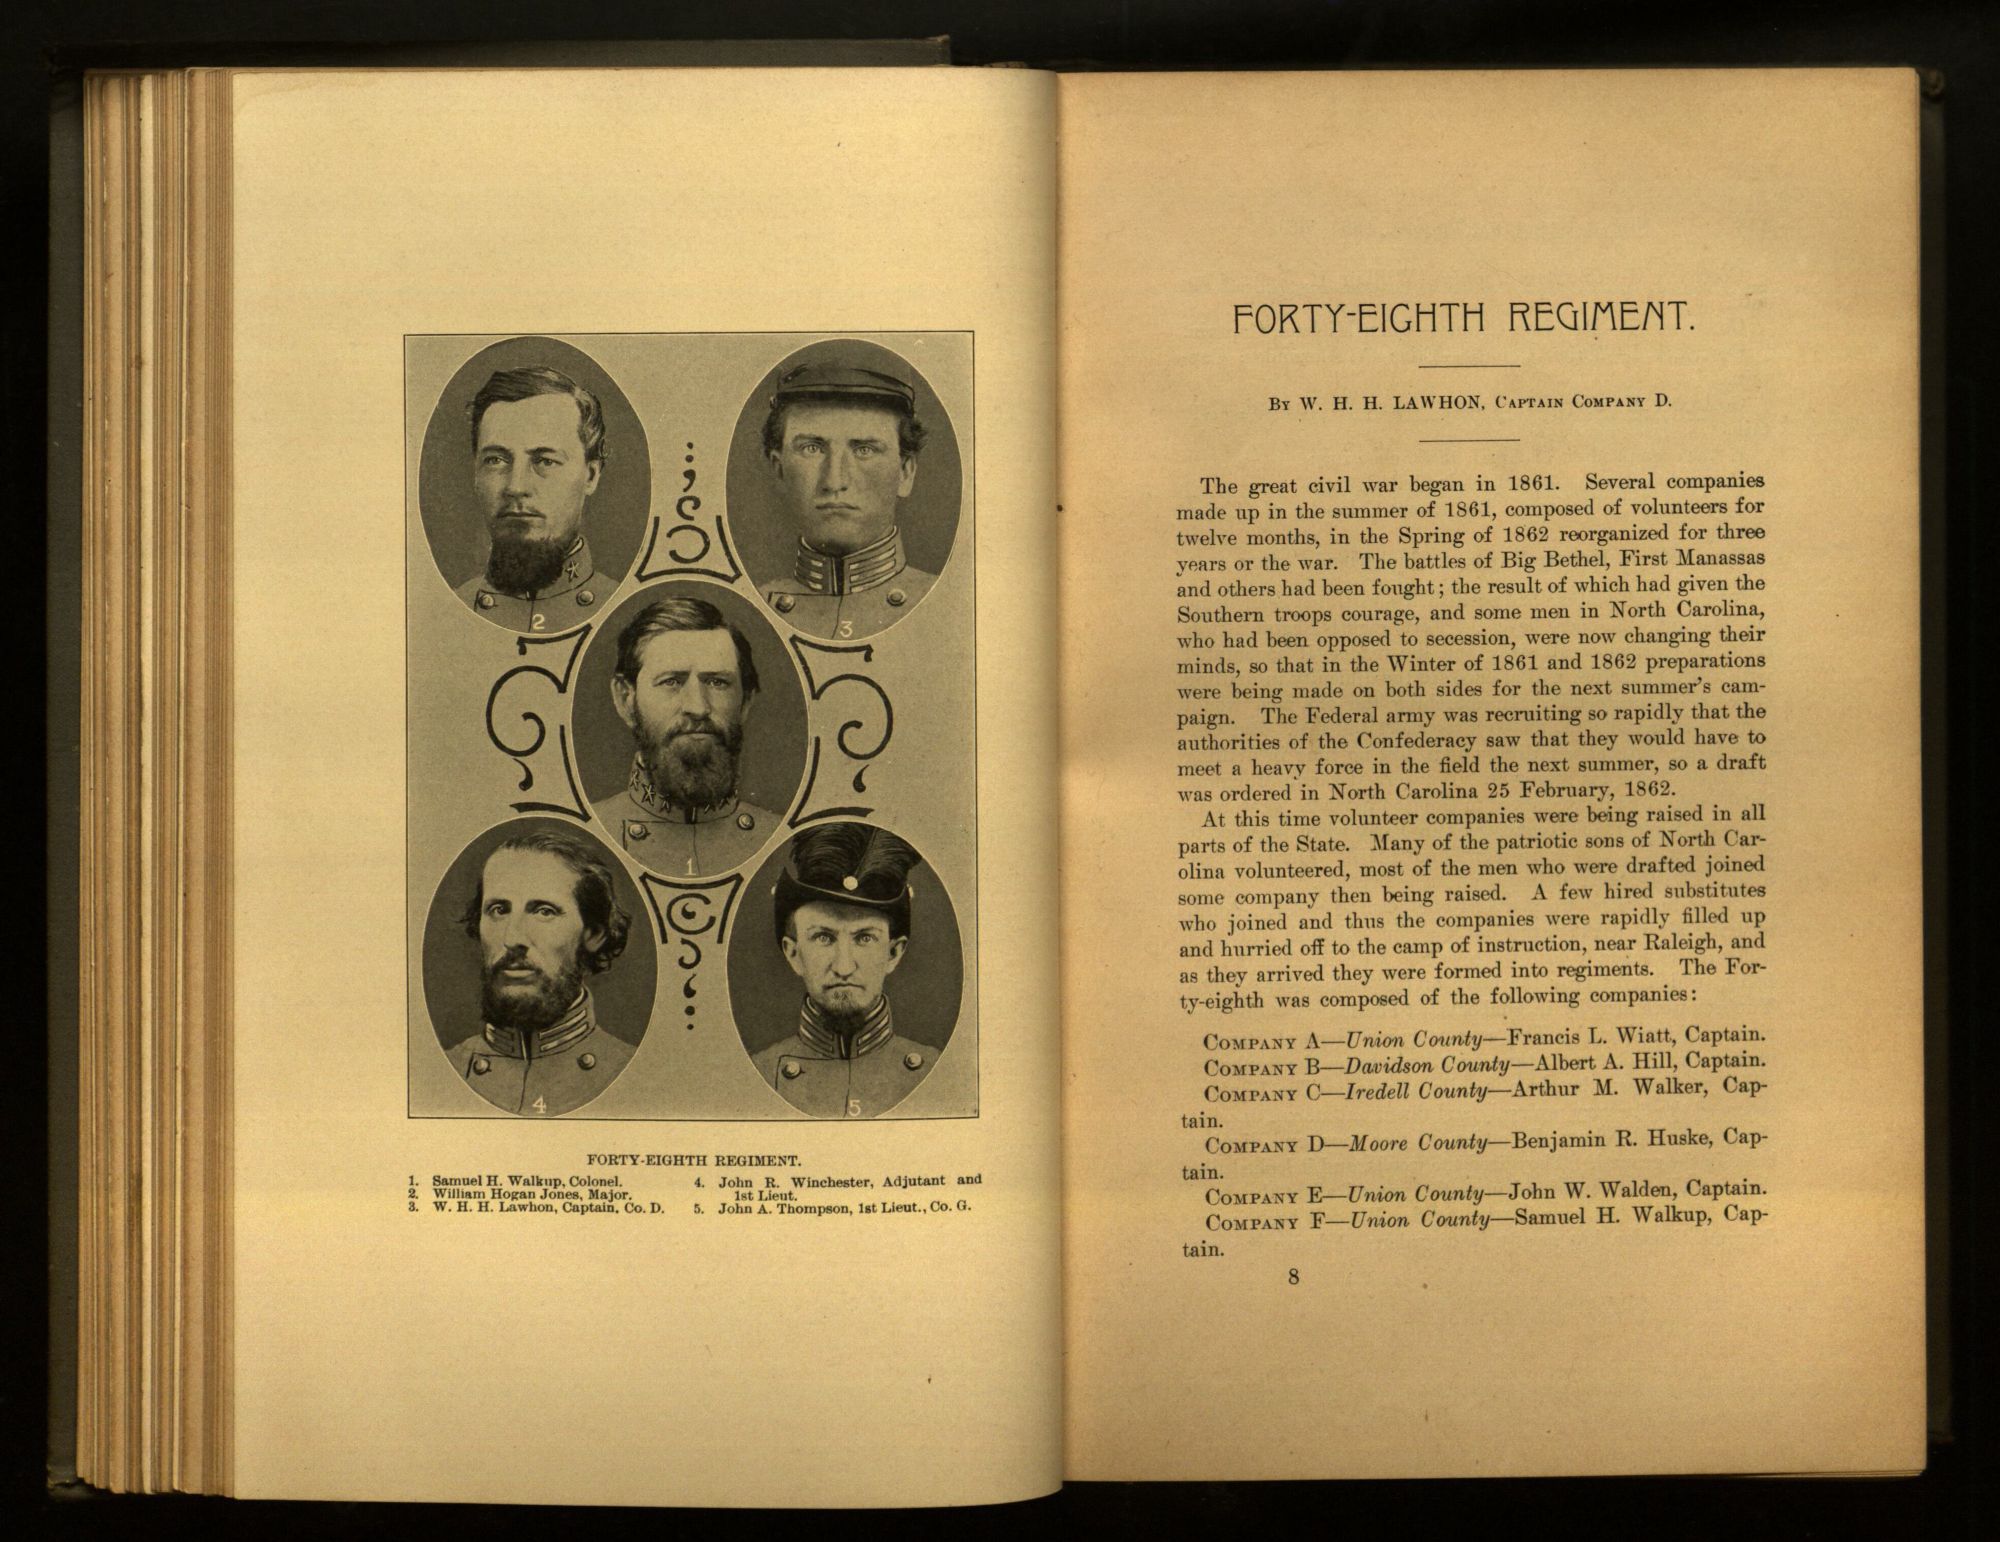 2
3
1
4
5
FORTY-EIGHTH REGIMENT.
1. Samuel H. Walkup, Colonel.
2. William Hogan Jones, Major.
3. W. H. H. Lawhon, Captain, Co. D.
4. John R. Winchester, Adjutant and
1st Lieut.
5. John A. Thompson, 1st Lieut., Co. G.
FORTY-EIGHTH REGIMENT.
By W. H. H. LAWHON, Captain Company D.
The great civil war began in 1861. Several companies
made up in the summer of 1861, composed of volunteers for
twelve months, in the Spring of 1862 reorganized for three
years or the war. The battles of Big Bethel, First Manassas
and others had been fought; the result of which had given the
Southern troops courage, and some men in North Carolina,
who had been opposed to secession, were now changing their
minds, so that in the Winter of 1861 and 1862 preparations
were being made on both sides for the next summer's cam-
paign. The Federal army was recruiting so rapidly that the
authorities of the Confederacy saw that they would have to
meet a heavy force in the field the next summer, so a draft
was ordered in North Carolina 25 February, 1862.
At this time volunteer companies were being raised in all
parts of the State. Many of the patriotic sons of North Car-
olina volunteered, most of the men who were drafted joined
some company then being raised. A few hired substitutes
who joined and thus the companies were rapidly filled up
and hurried off to the camp of instruction, near Raleigh, and
as they arrived they were formed into regiments. The For-
ty-eighth was composed of the following companies:
Company A—Union County—Francis L. Wiatt, Captain.
Company B—Davidson County—Albert A. Hill, Captain.
Company C—Iredell County—Arthur M. Walker, Cap-
tain.
Company D—Moore County—Benjamin R. Huske, Cap-
tain.
Company E—Union County—John W. Walden, Captain.
Company F—Union County—Samuel H. Walkup, Cap-
tain.
8